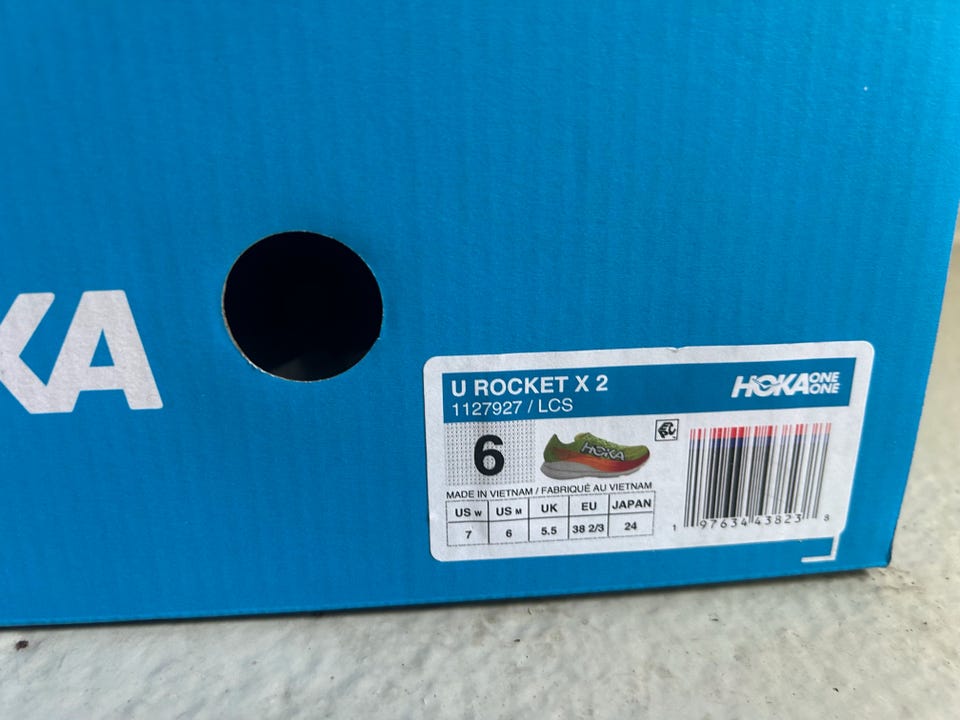 KA
U ROCKET X 2
1127927 / LCS
HOKA ONE ONE
6
HOKA
MADE IN VIETNAM / FABRIQUÉ AU VIETNAM
US W US M UK EU JAPAN
7 6 5.5 38 2/3 24
1 97634 43823 8